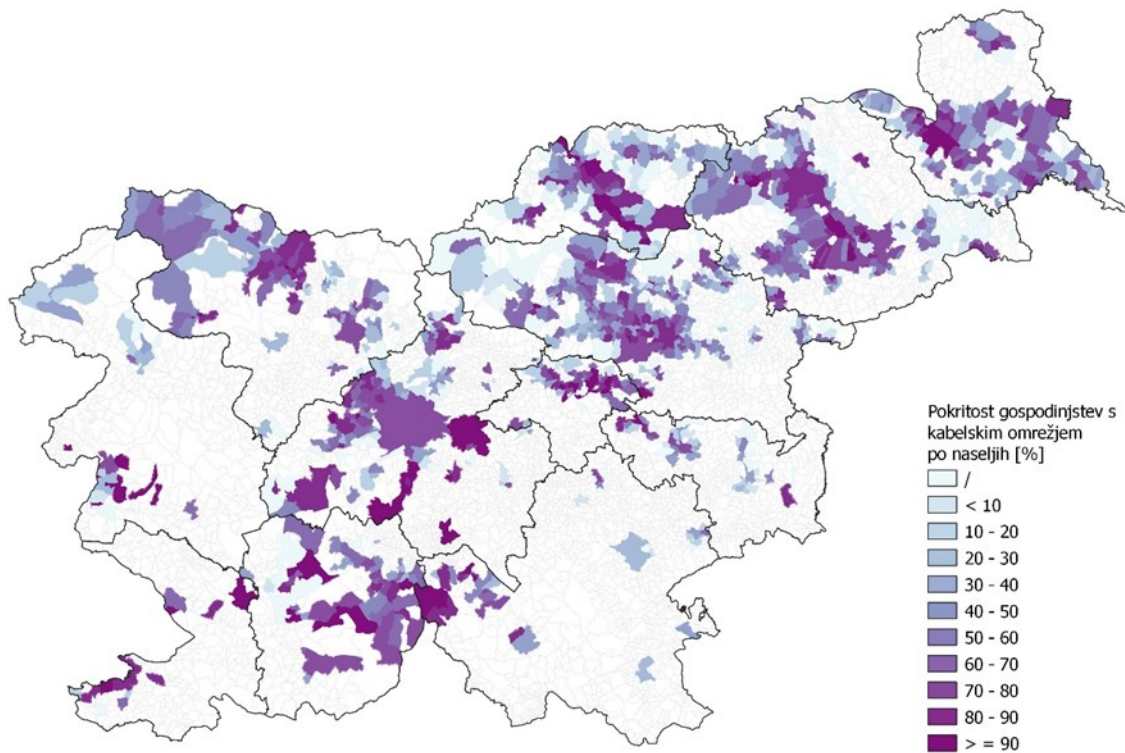 Pokritost gospodinjstev s
kabelskim omrežjem
po naseljih [%]
/
< 10
10 - 20
20 - 30
30 - 40
40 - 50
50 - 60
60 - 70
70 - 80
80 - 90
> = 90